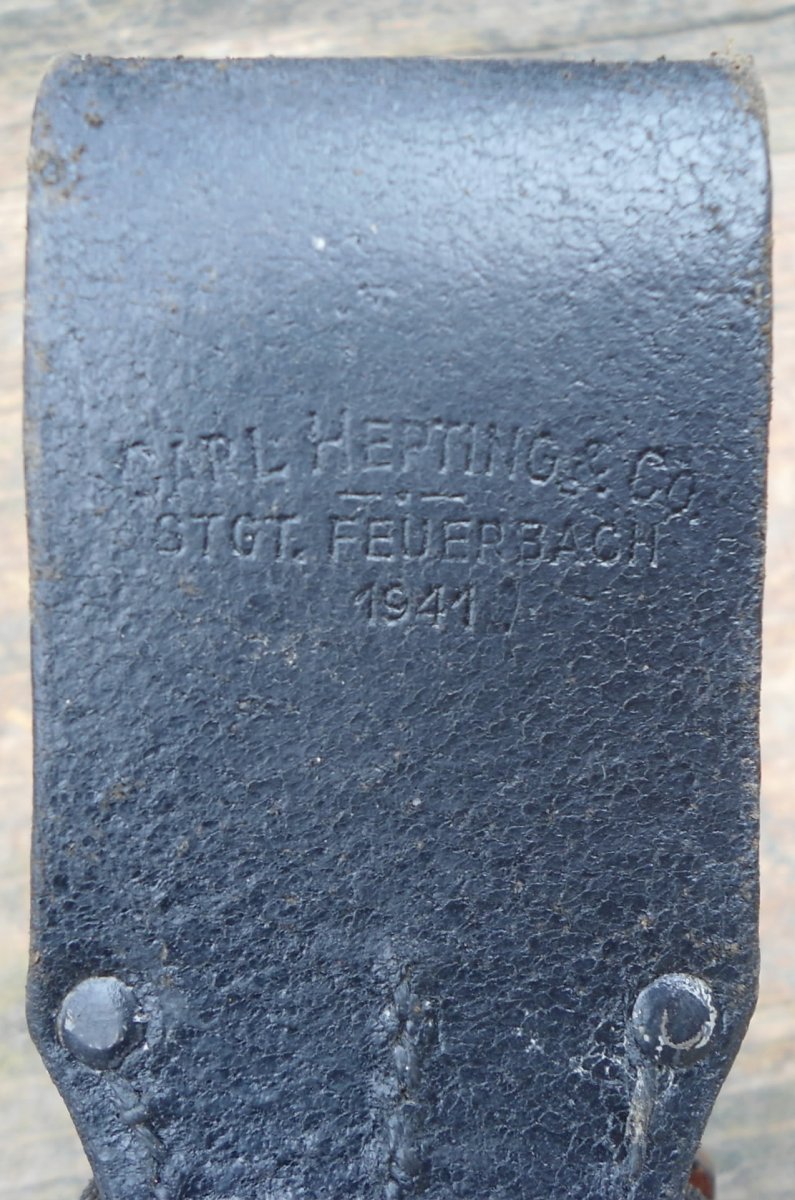 CARL HEPTING & CO
STGT. FEUERBACH
1941